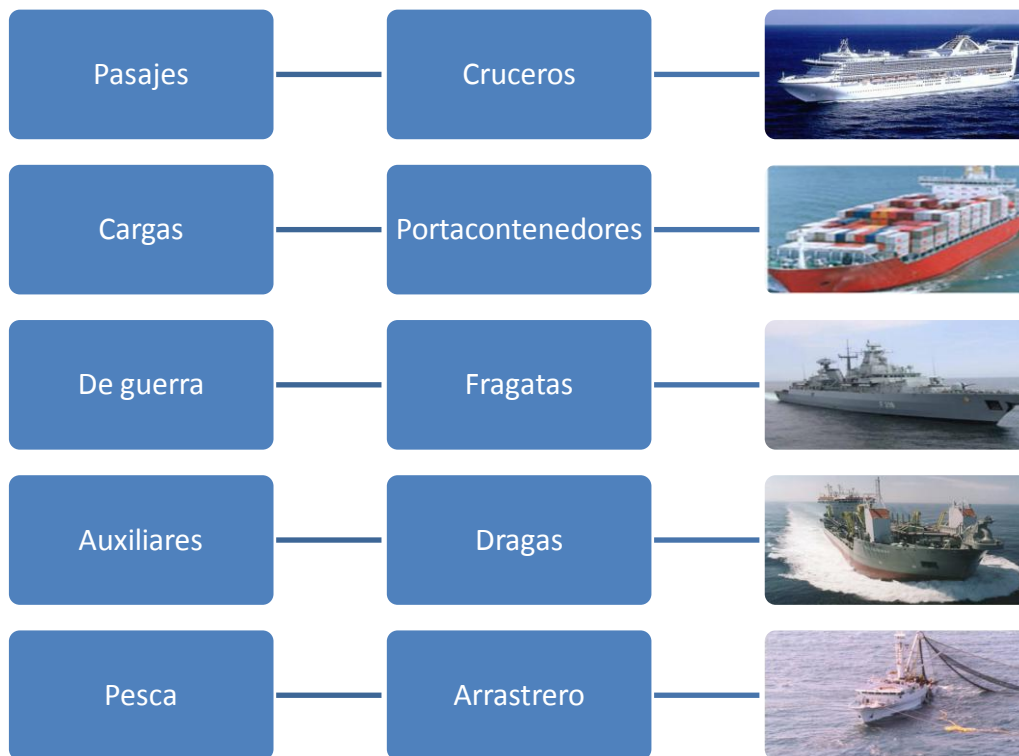 Pasajes
Cruceros
Cargas
Portacontenedores
De guerra
Fragatas
Auxiliares
Dragas
Pesca
Arrastrero